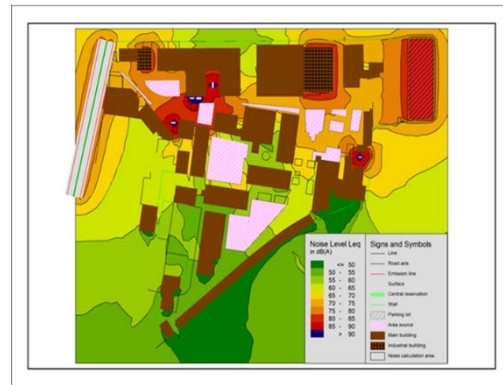 Noise Level Leq
in dB(A)
<= 50
50 - 55
55 - 60
60 - 65
65 - 70
70 - 75
75 - 80
80 - 85
85 - 90
> 90
Signs and Symbols
Line
Road axis
Emission line
Surface
Central reservation
Wall
Parking lot
Area source
Main building
Industrial building
Noise calculation area